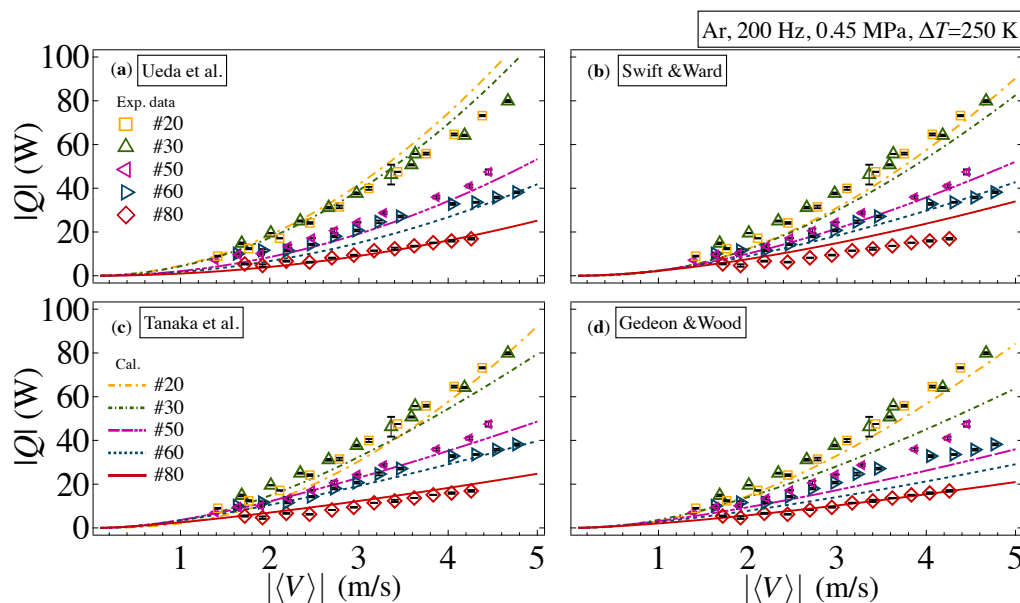 Ar, 200 Hz, 0.45 MPa, ΔT=250 K
100
80
60
40
20
0
|Q| (W)
(a) Ueda et al.
Exp. data
#20
#30
#50
#60
#80
(b) Swift &Ward
100
80
60
40
20
0
|Q| (W)
(c) Tanaka et al.
Cal.
#20
#30
#50
#60
#80
(d) Gedeon &Wood
1 2 3 4 5
|⟨V⟩| (m/s)
1 2 3 4 5
|⟨V⟩| (m/s)